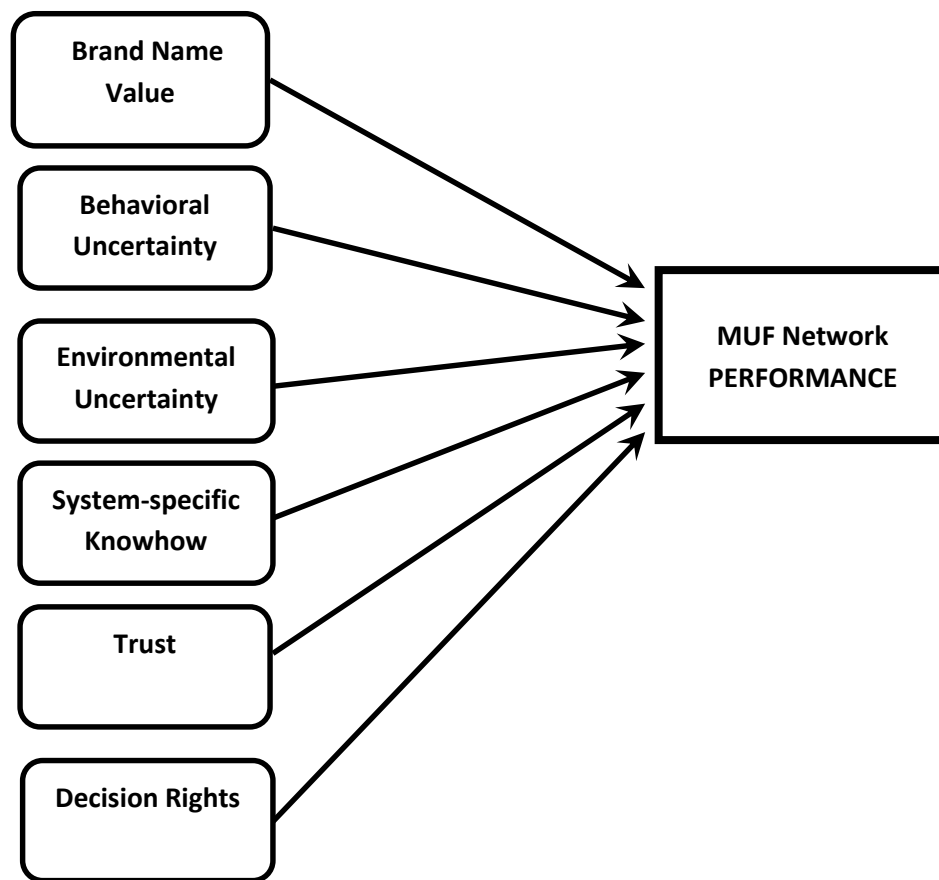 Brand Name
Value
Behavioral
Uncertainty
Environmental
Uncertainty
System-specific
Knowhow
Trust
Decision Rights
MUF Network
PERFORMANCE